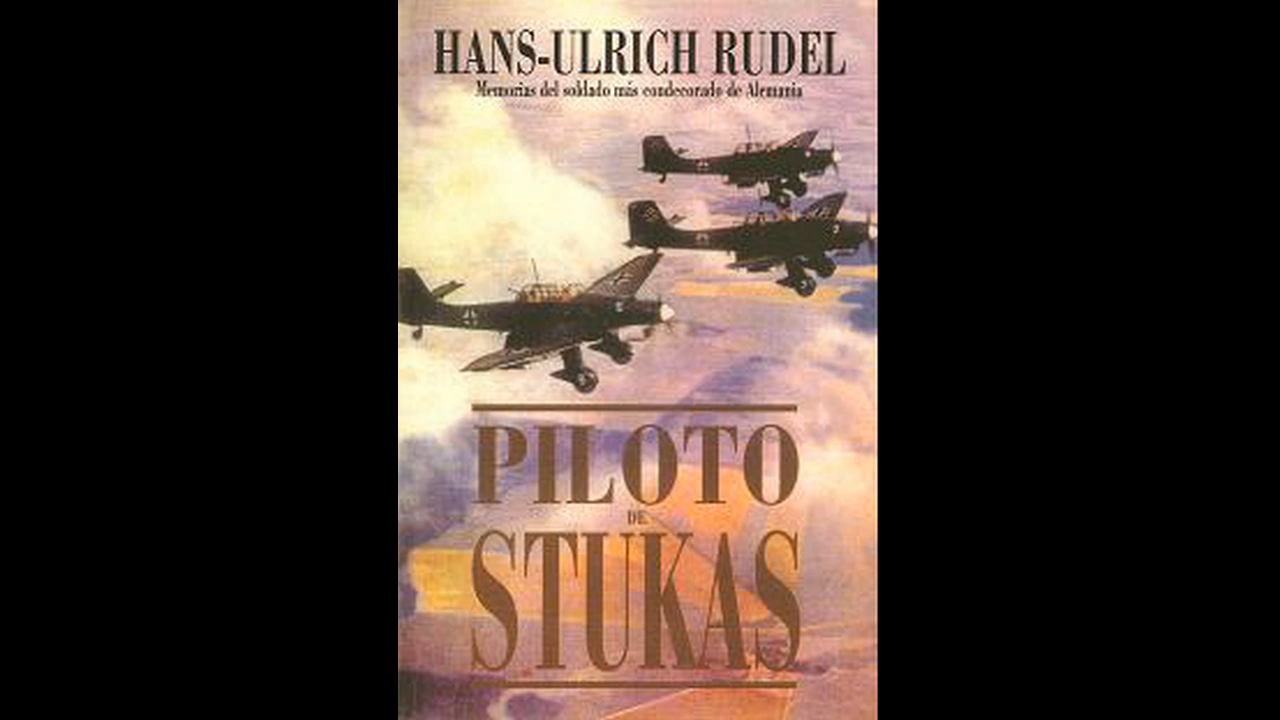 HANS-ULRICH RUDEL
Memorias del soldado más condecorado de Alemania
PILOTO
DE
STUKAS